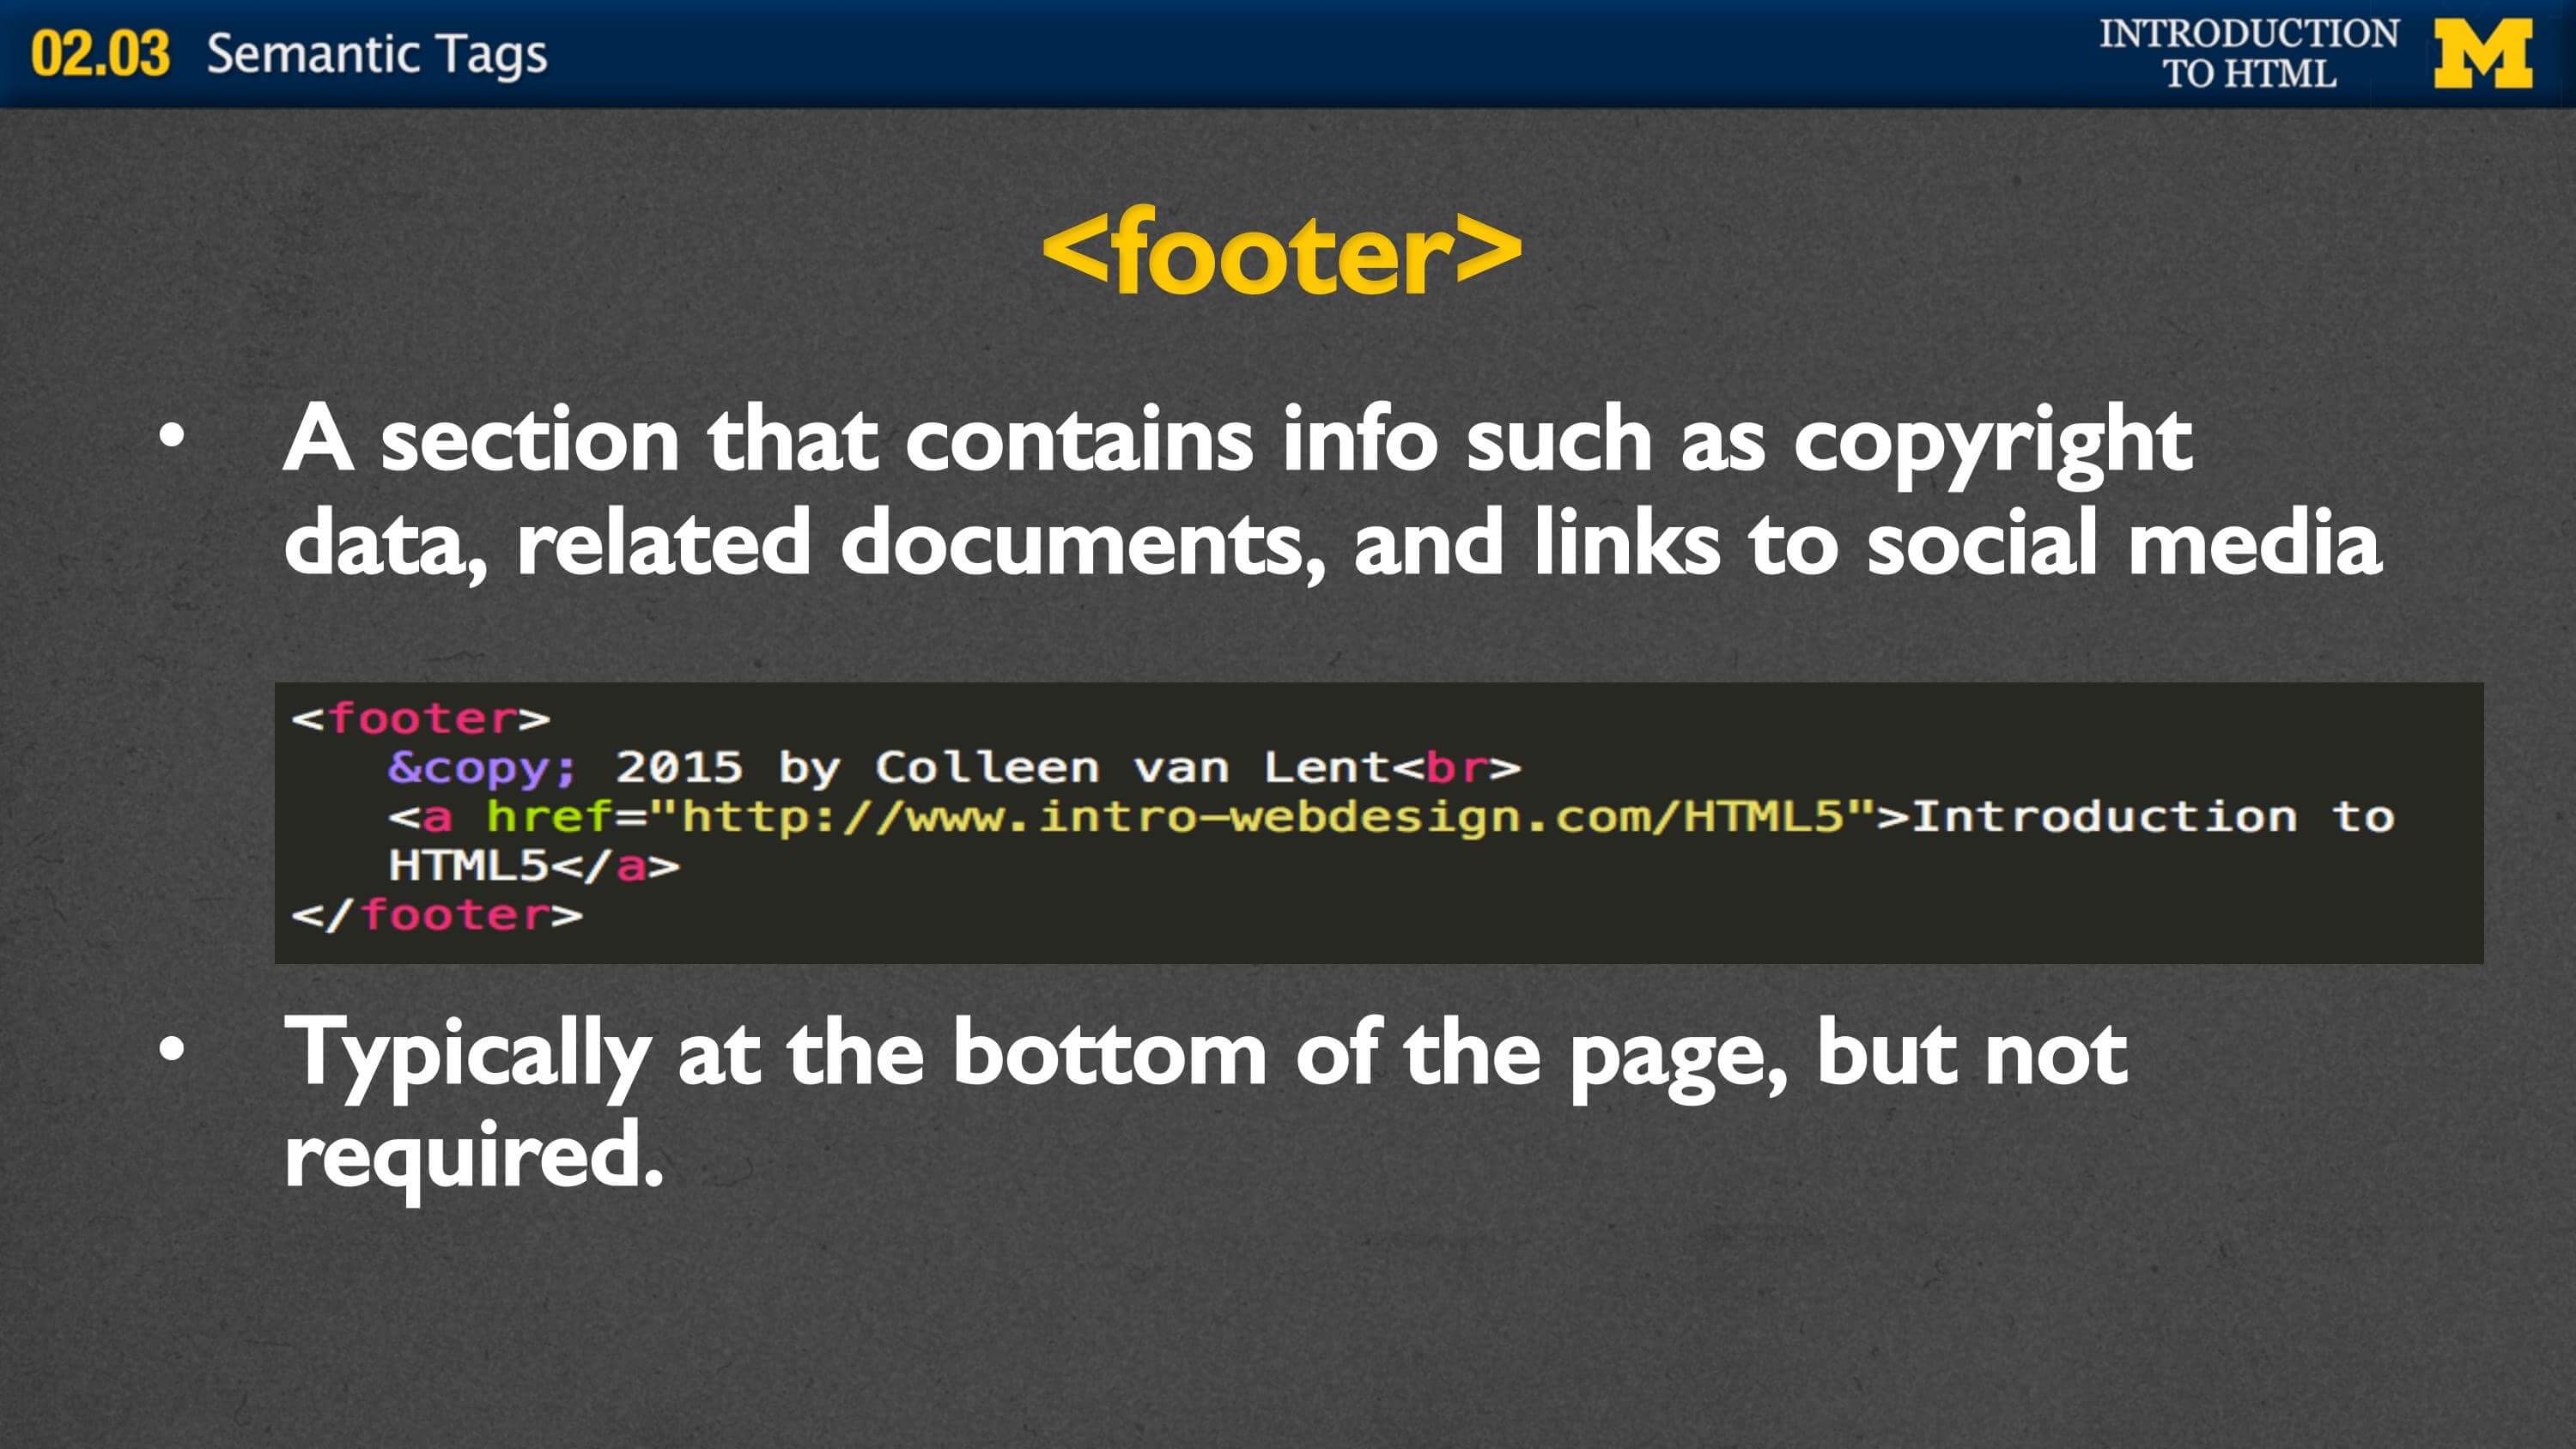 02.03 Semantic Tags
INTRODUCTION
TO HTML
M
<footer>
• A section that contains info such as copyright
data, related documents, and links to social media
<footer>
&copy; 2015 by Colleen van Lent<br>
<a href="http://www.intro-webdesign.com/HTML5">Introduction to
HTML5</a>
</footer>
• Typically at the bottom of the page, but not
required.